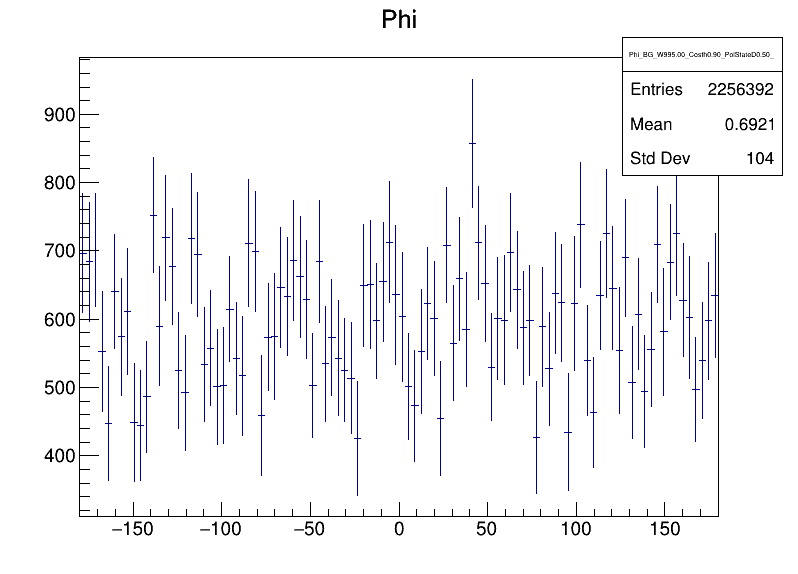 Phi
Phi_BG_W995.00_Costh0.90_PolStateD0.50_
Entries 2256392
Mean 0.6921
Std Dev 104
900
800
700
600
500
400
−150 −100 −50 0 50 100 150